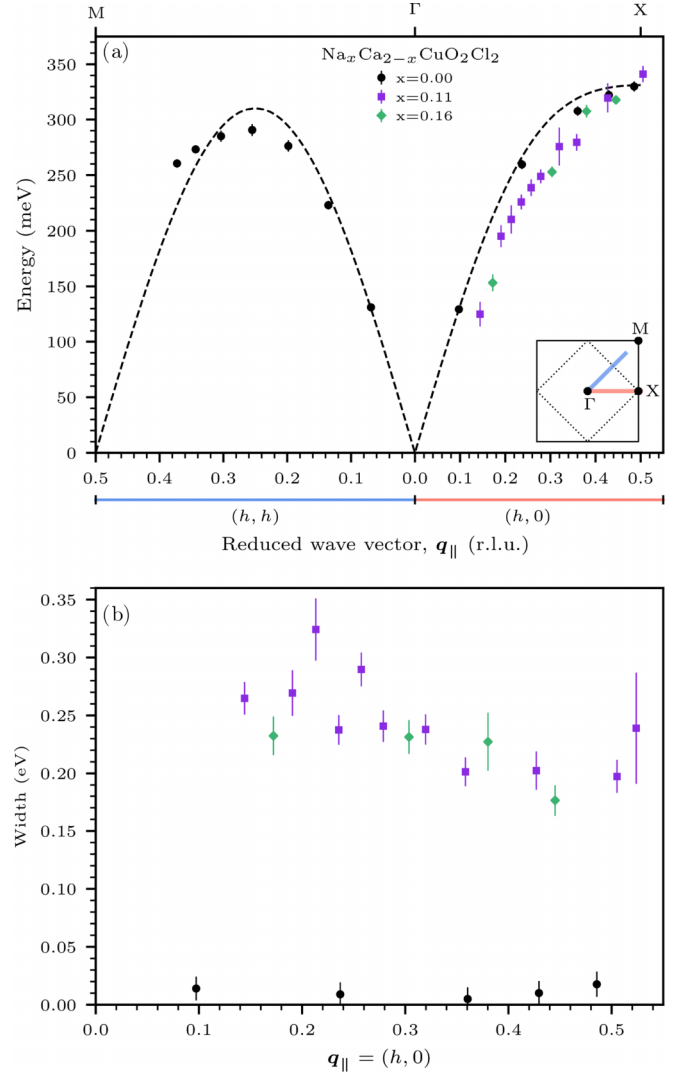 M Γ X
(a)
Na$_x$Ca$_{2-x}$CuO$_2$Cl$_2$
x=0.00
x=0.11
x=0.16
350
300
250
200
150
100
50
0
Energy (meV)
M
Γ X
0.5 0.4 0.3 0.2 0.1 0.0 0.1 0.2 0.3 0.4 0.5
(h, h) (h, 0)
Reduced wave vector, q$_∥$ (r.l.u.)
(b)
0.35
0.30
0.25
0.20
0.15
0.10
0.05
0.00
Width (eV)
0.0 0.1 0.2 0.3 0.4 0.5
q$_∥$ = (h, 0)